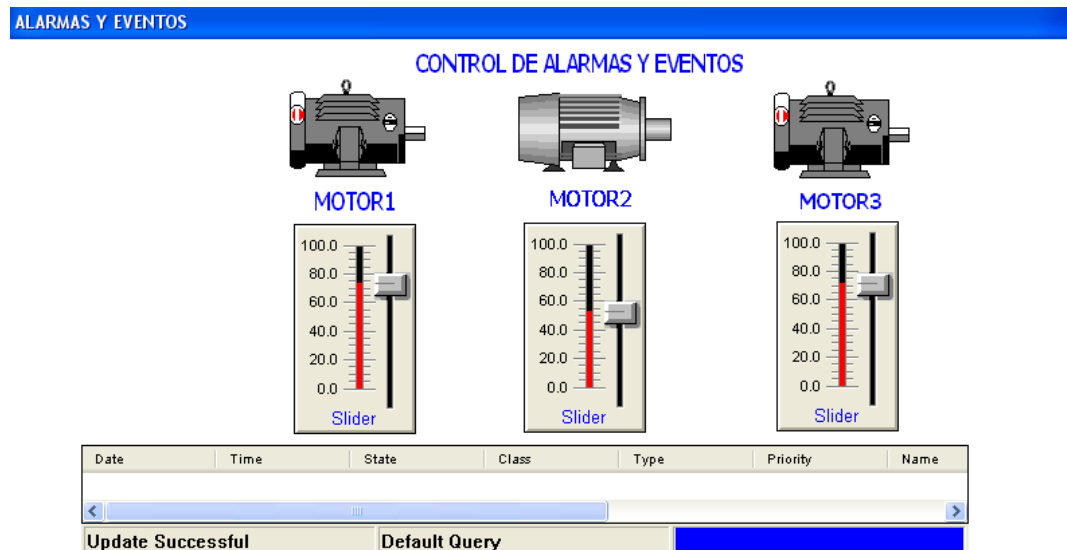 ALARMAS Y EVENTOS
CONTROL DE ALARMAS Y EVENTOS
MOTOR1 MOTOR2 MOTOR3
100.0 100.0 100.0
80.0 80.0 80.0
60.0 60.0 60.0
40.0 40.0 40.0
20.0 20.0 20.0
0.0 0.0 0.0
Slider Slider Slider
Date Time State Class Type Priority Name
Update Successful Default Query